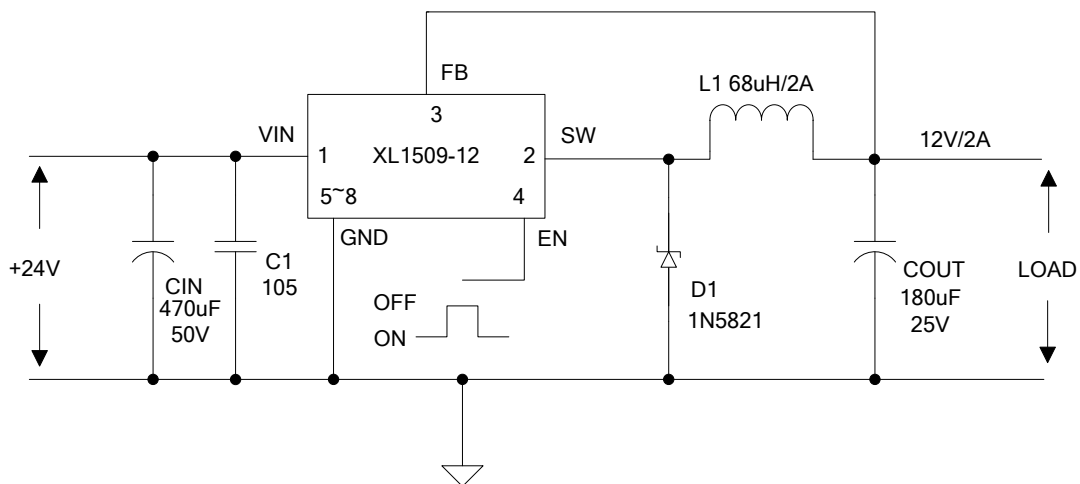 FB
L1 68uH/2A
3
VIN
SW
12V/2A
1
XL1509-12
2
5~8
4
GND
EN
+24V
C1
105
CIN
470uF
50V
OFF
ON
D1
1N5821
COUT
180uF
25V
LOAD